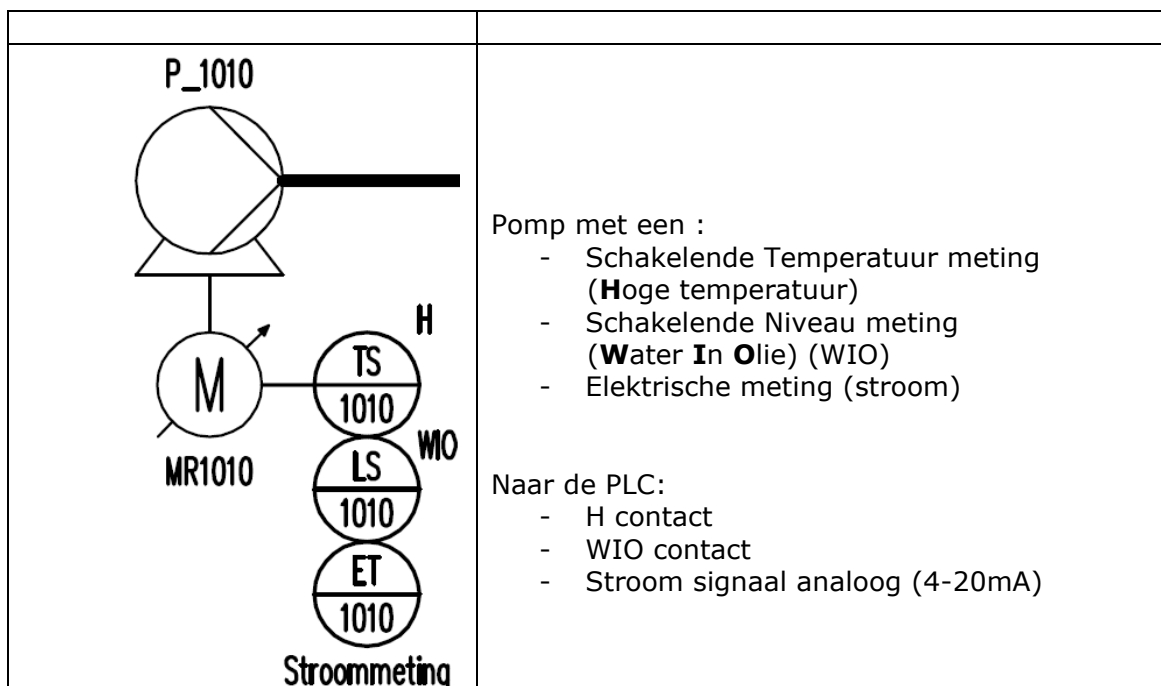 P_1010
H
M
TS
1010
MR1010
WIO
LS
1010
ET
1010
Stroommeting
Pomp met een :
- Schakelende Temperatuur meting
(Hoge temperatuur)
- Schakelende Niveau meting
(Water In Olie) (WIO)
- Elektrische meting (stroom)
Naar de PLC:
- H contact
- WIO contact
- Stroom signaal analoog (4-20mA)